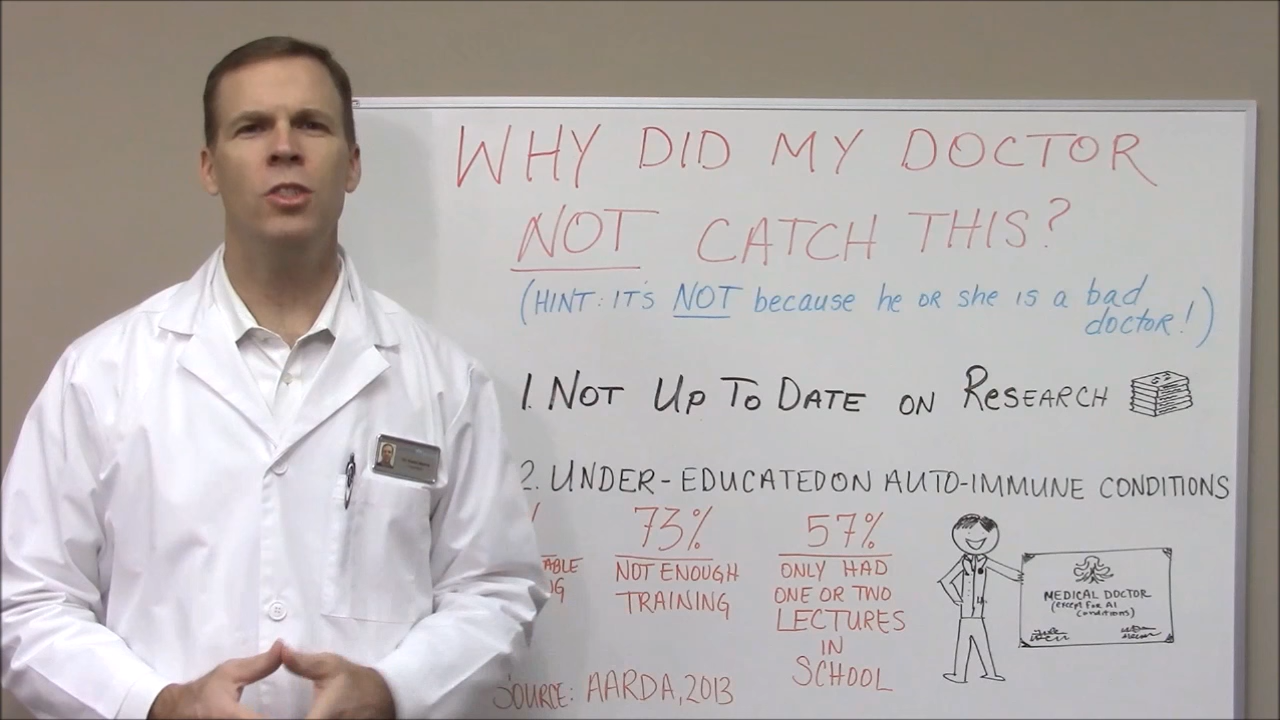 WHY DID MY DOCTOR
NOT CATCH THIS?
(HINT: IT'S NOT because he OR she IS a bad
doctor!)
1. NOT UP TO DATE ON RESEARCH
2. UNDER-EDUCATED ON AUTO-IMMUNE CONDITIONS
73%
NOT ENOUGH
TRAINING
57%
ONLY HAD
ONE OR TWO
LECTURES
IN
SCHOOL
MEDICAL DOCTOR
(EXCEPT FOR AI
CONDITIONS)
SOURCE: AARDA, 2013